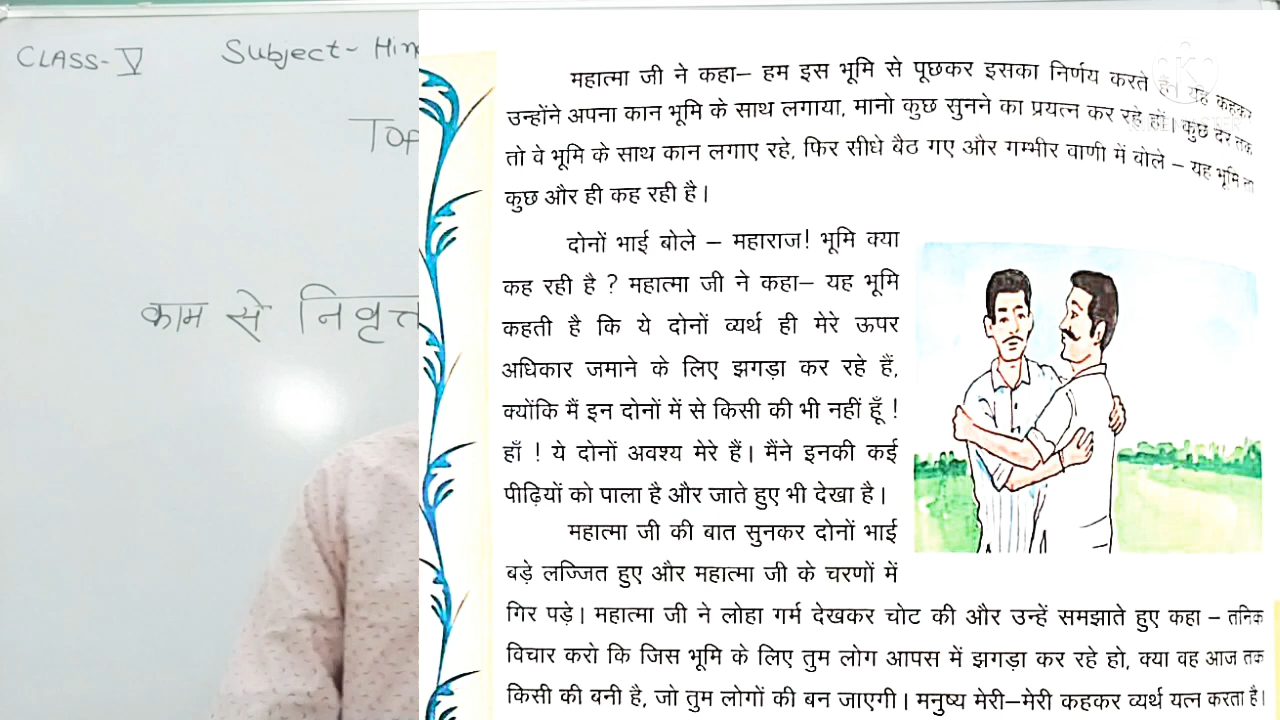 CLASS-V Subject- Hin
Top
काम से निवृत्त
महात्मा जी ने कहा– हम इस भूमि से पूछकर इसका निर्णय करते हैं। यह कहकर
उन्होंने अपना कान भूमि के साथ लगाया, मानो कुछ सुनने का प्रयत्न कर रहे हों। कुछ देर तक
तो वे भूमि के साथ कान लगाए रहे, फिर सीधे बैठ गए और गम्भीर वाणी में बोले – यह भूमि तो
कुछ और ही कह रही है।
दोनों भाई बोले – महाराज! भूमि क्या
कह रही है ? महात्मा जी ने कहा– यह भूमि
कहती है कि ये दोनों व्यर्थ ही मेरे ऊपर
अधिकार जमाने के लिए झगड़ा कर रहे हैं,
क्योंकि मैं इन दोनों में से किसी की भी नहीं हूँ !
हाँ ! ये दोनों अवश्य मेरे हैं। मैंने इनकी कई
पीढ़ियों को पाला है और जाते हुए भी देखा है।
महात्मा जी की बात सुनकर दोनों भाई
बड़े लज्जित हुए और महात्मा जी के चरणों में
गिर पड़े। महात्मा जी ने लोहा गर्म देखकर चोट की और उन्हें समझाते हुए कहा – तनिक
विचार करो कि जिस भूमि के लिए तुम लोग आपस में झगड़ा कर रहे हो, क्या वह आज तक
किसी की बनी है, जो तुम लोगों की बन जाएगी। मनुष्य मेरी–मेरी कहकर व्यर्थ यत्न करता है।